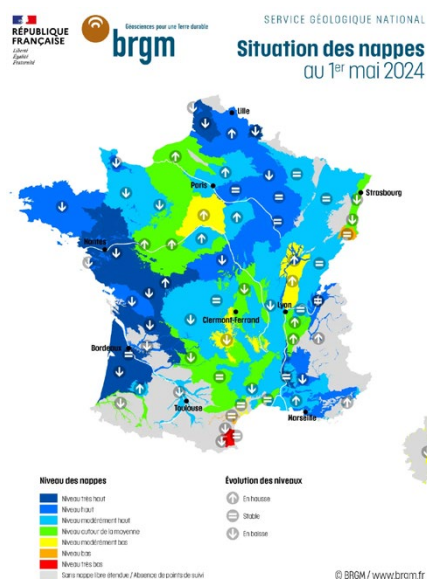 RÉPUBLIQUE
FRANÇAISE
Liberté
Égalité
Fraternité
Géosciences pour une Terre durable
brgm
SERVICE GÉOLOGIQUE NATIONAL
Situation des nappes
au 1er mai 2024
Lille
Paris
Strasbourg
Nantes
Lyon
Clermont-Ferrand
Bordeaux
Toulouse
Marseille
Niveau des nappes
Niveau très haut
Niveau haut
Niveau modérément haut
Niveau autour de la moyenne
Niveau modérément bas
Niveau bas
Niveau très bas
Sans nappe libre étendue / Absence de points de suivi
Évolution des niveaux
En hausse
Stable
En baisse
© BRGM / www.brgm.fr